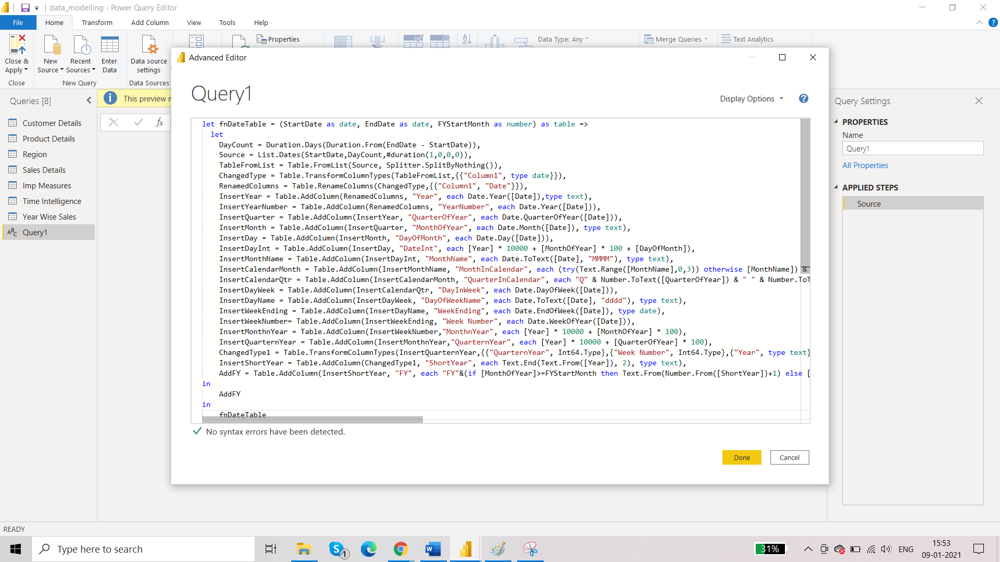 data_modelling - Power Query Editor
File Home Transform Add Column View Tools Help
Close & Apply
New Source
Recent Sources
Enter Data
Data source settings
Properties
Data Type: Any
Merge Queries
Text Analytics
Close
New Query
Data Sources
Queries [8]
Customer Details
Product Details
Region
Sales Details
Imp Measures
Time Intelligence
Year Wise Sales
ABC Query1
This preview
fx
Advanced Editor
Query1
Display Options
let fnDateTable = (StartDate as date, EndDate as date, FYStartMonth as number) as table =>
let
DayCount = Duration.Days(Duration.From(EndDate - StartDate)),
Source = List.Dates(StartDate,DayCount,#duration(1,0,0,0)),
TableFromList = Table.FromList(Source, Splitter.SplitByNothing()),
ChangedType = Table.TransformColumnTypes(TableFromList,{{"Column1", type date}}),
RenamedColumns = Table.RenameColumns(ChangedType,{{"Column1", "Date"}}),
InsertYear = Table.AddColumn(RenamedColumns, "Year", each Date.Year([Date]),type text),
InsertYearNumber = Table.AddColumn(RenamedColumns, "YearNumber", each Date.Year([Date])),
InsertQuarter = Table.AddColumn(InsertYear, "QuarterOfYear", each Date.QuarterOfYear([Date])),
InsertMonth = Table.AddColumn(InsertQuarter, "MonthOfYear", each Date.Month([Date]), type text),
InsertDay = Table.AddColumn(InsertMonth, "DayOfMonth", each Date.Day([Date])),
InsertDayInt = Table.AddColumn(InsertDay, "DateInt", each [Year] * 10000 + [MonthOfYear] * 100 + [DayOfMonth]),
InsertMonthName = Table.AddColumn(InsertDayInt, "MonthName", each Date.ToText([Date], "MMMM"), type text),
InsertCalendarMonth = Table.AddColumn(InsertMonthName, "MonthInCalendar", each (try(Text.Range([MonthName],0,3)) otherwise [MonthName]) &
InsertCalendarQtr = Table.AddColumn(InsertCalendarMonth, "QuarterInCalendar", each "Q" & Number.ToText([QuarterOfYear]) & " " & Number.ToT
InsertDayWeek = Table.AddColumn(InsertCalendarQtr, "DayInWeek", each Date.DayOfWeek([Date])),
InsertDayName = Table.AddColumn(InsertDayWeek, "DayOfWeekName", each Date.ToText([Date], "dddd"), type text),
InsertWeekEnding = Table.AddColumn(InsertDayName, "WeekEnding", each Date.EndOfWeek([Date]), type date),
InsertWeekNumber= Table.AddColumn(InsertWeekEnding, "Week Number", each Date.WeekOfYear([Date])),
InsertMonthnYear = Table.AddColumn(InsertWeekNumber,"MonthnYear", each [Year] * 10000 + [MonthOfYear] * 100),
InsertQuarternYear = Table.AddColumn(InsertMonthnYear,"QuarternYear", each [Year] * 10000 + [QuarterOfYear] * 100),
ChangedType1 = Table.TransformColumnTypes(InsertQuarternYear,{{"QuarternYear", Int64.Type},{"Week Number", Int64.Type},{"Year", type text}
InsertShortYear = Table.AddColumn(ChangedType1, "ShortYear", each Text.End(Text.From([Year]), 2), type text),
AddFY = Table.AddColumn(InsertShortYear, "FY", each "FY"&(if [MonthOfYear]>=FYStartMonth then Text.From(Number.From([ShortYear])+1) else [
in
AddFY
in
fnDateTable
No syntax errors have been detected.
Done Cancel
Query Settings
PROPERTIES
Name
Query1
All Properties
APPLIED STEPS
Source
READY
Type here to search
1
31%
ENG
15:53
09-01-2021